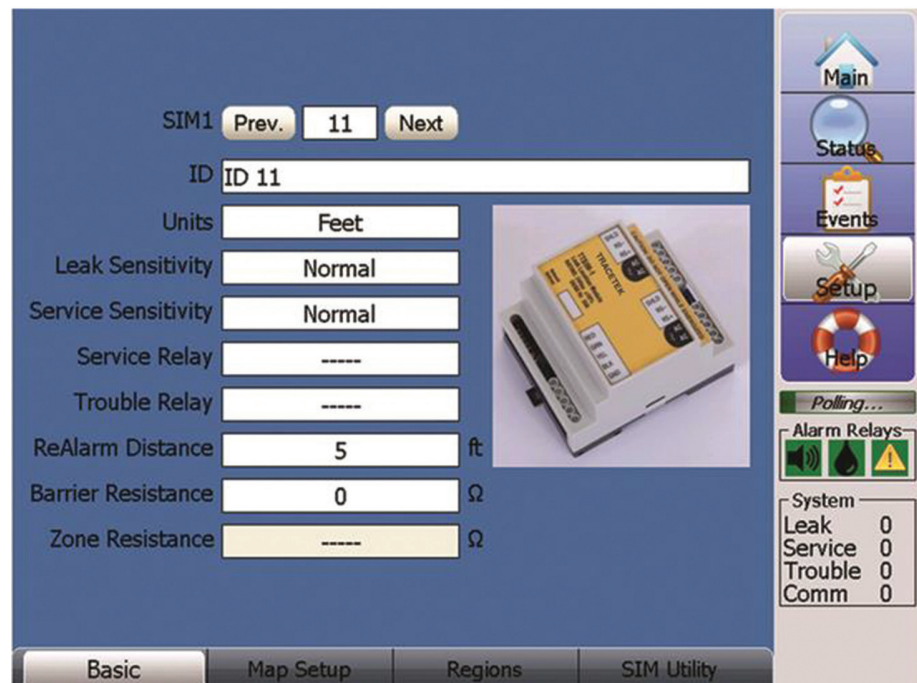 SIM1 Prev. 11 Next
ID ID 11
Units Feet
Leak Sensitivity Normal
Service Sensitivity Normal
Service Relay -----
Trouble Relay -----
ReAlarm Distance 5 ft
Barrier Resistance 0 Ω
Zone Resistance ----- Ω
TRACETEK
Basic
Map Setup
Regions
SIM Utility
Main
Status
Events
Setup
Help
Polling...
Alarm Relays
System
Leak 0
Service 0
Trouble 0
Comm 0